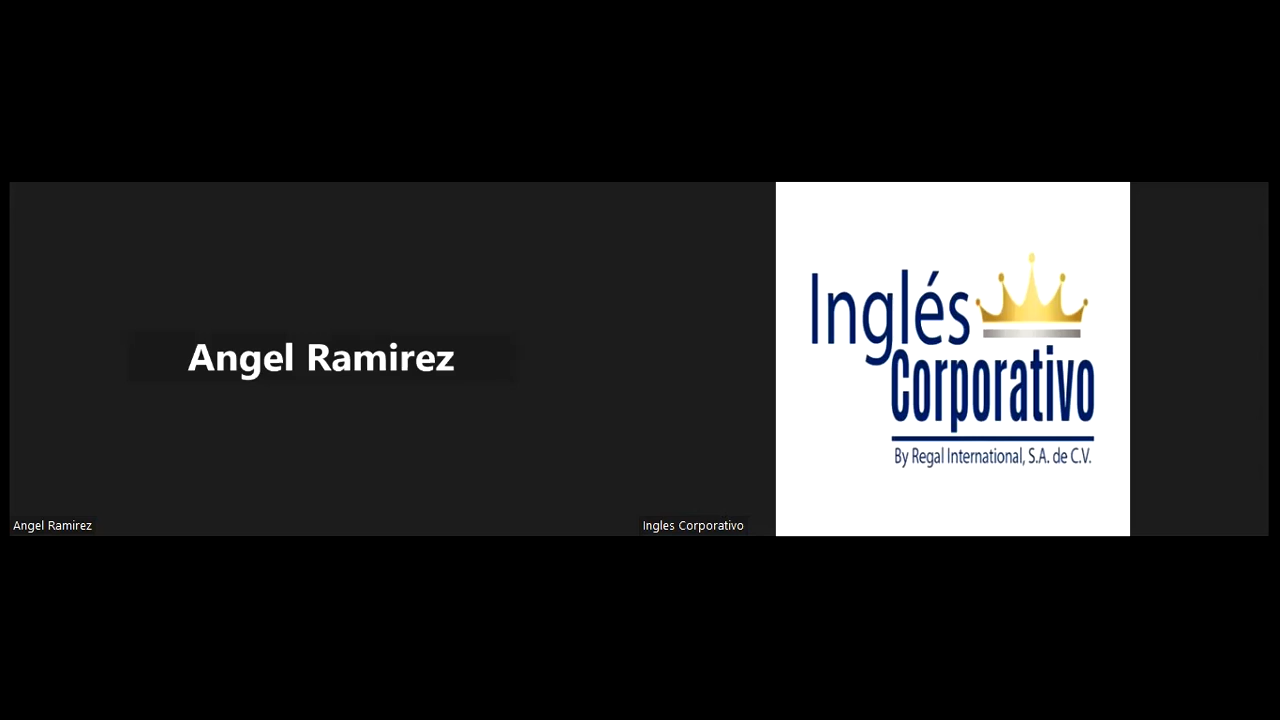 Angel Ramirez
Angel Ramirez
Inglés
Corporativo
By Regal International, S.A. de C.V.
Ingles Corporativo